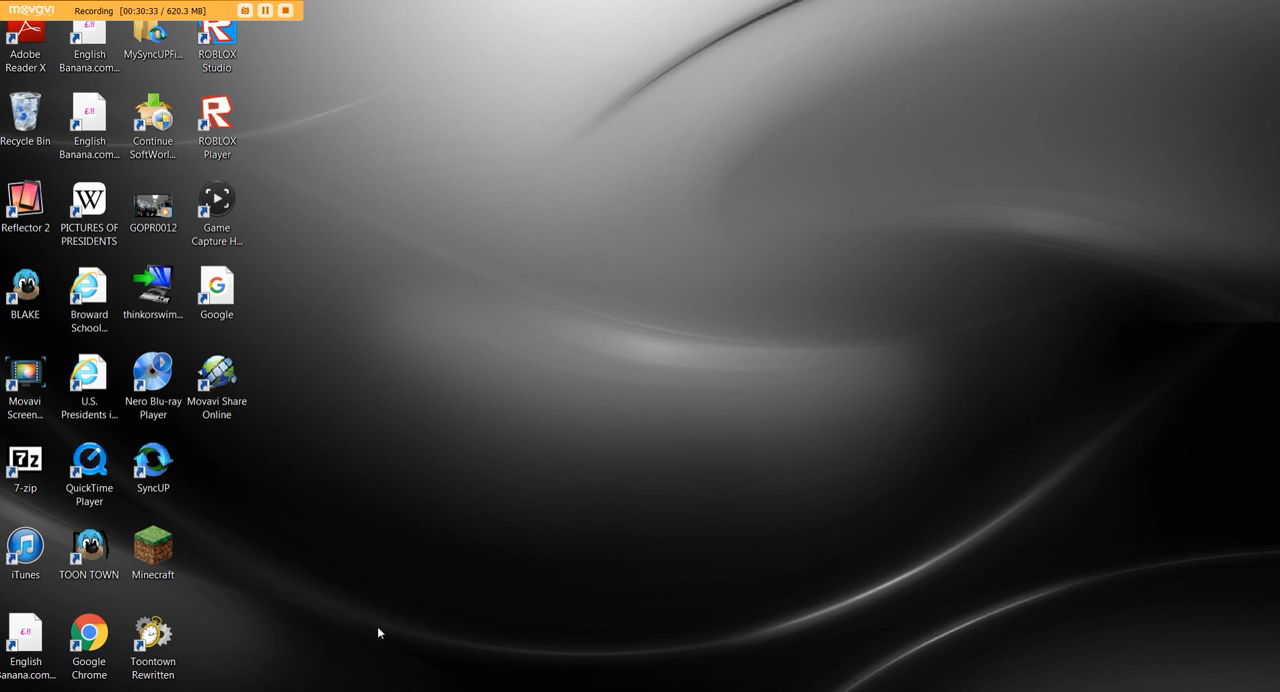 movavi Recording [00:30:33 / 620.3 MB]
Adobe
Reader X
English
Banana.com...
MySyncUPFi...
ROBLOX
Studio
Recycle Bin
English
Banana.com...
Continue
SoftWorl...
ROBLOX
Player
Reflector 2
W
PICTURES OF
PRESIDENTS
GOPR0012
Game
Capture H...
BLAKE
Broward
School...
thinkorswim...
Google
Movavi
Screen...
U.S.
Presidents i...
Nero Blu-ray
Player
Movavi Share
Online
7z
7-zip
QuickTime
Player
SyncUP
iTunes
TOON TOWN
Minecraft
English
Banana.com...
Google
Chrome
Toontown
Rewritten